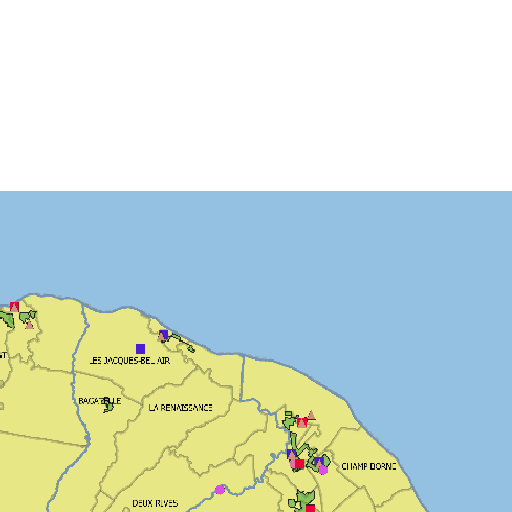 LES JACQUES-BEL AIR
BAGATELLE
LA RENAISSANCE
CHAMP BORNE
DEUX RIVES